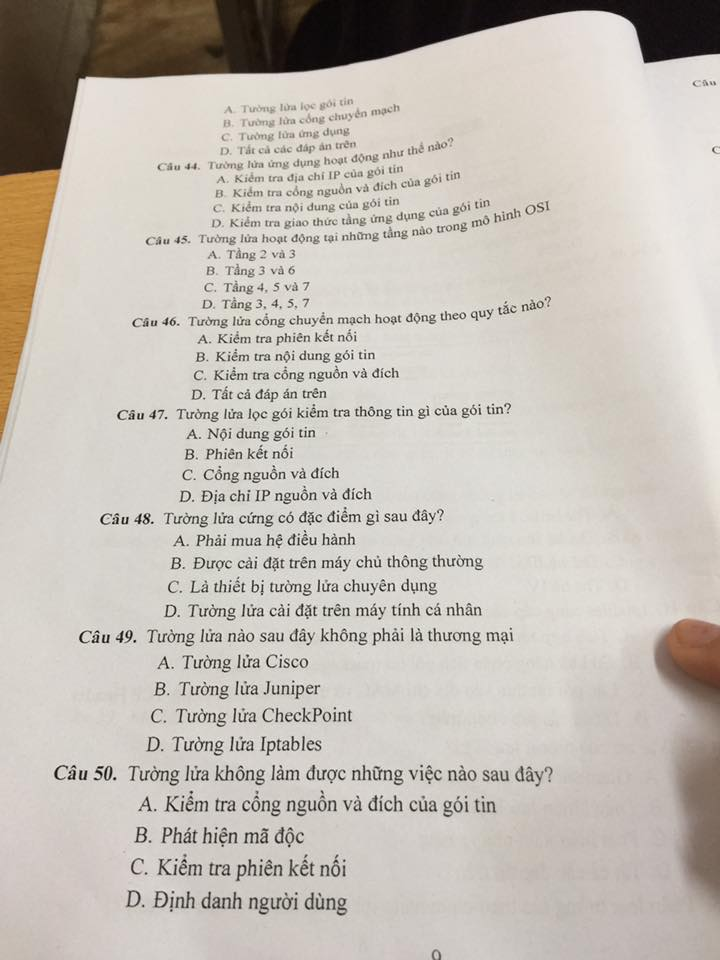 A. Tường lửa lọc gói tin
B. Tường lửa cổng chuyển mạch
C. Tường lửa ứng dụng
D. Tất cả các đáp án trên
Câu 44. Tường lửa ứng dụng hoạt động như thế nào?
A. Kiểm tra địa chỉ IP của gói tin
B. Kiểm tra cổng nguồn và đích của gói tin
C. Kiểm tra nội dung của gói tin
D. Kiểm tra giao thức tầng ứng dụng của gói tin
Câu 45. Tường lửa hoạt động tại những tầng nào trong mô hình OSI
A. Tầng 2 và 3
B. Tầng 3 và 6
C. Tầng 4, 5 và 7
D. Tầng 3, 4, 5, 7
Câu 46. Tường lửa cổng chuyển mạch hoạt động theo quy tắc nào?
A. Kiểm tra phiên kết nối
B. Kiểm tra nội dung gói tin
C. Kiểm tra cổng nguồn và đích
D. Tất cả đáp án trên
Câu 47. Tường lửa lọc gói kiểm tra thông tin gì của gói tin?
A. Nội dung gói tin
B. Phiên kết nối
C. Cổng nguồn và đích
D. Địa chỉ IP nguồn và đích
Câu 48. Tường lửa cứng có đặc điểm gì sau đây?
A. Phải mua hệ điều hành
B. Được cài đặt trên máy chủ thông thường
C. Là thiết bị tường lửa chuyên dụng
D. Tường lửa cài đặt trên máy tính cá nhân
Câu 49. Tường lửa nào sau đây không phải là thương mại
A. Tường lửa Cisco
B. Tường lửa Juniper
C. Tường lửa CheckPoint
D. Tường lửa Iptables
Câu 50. Tường lửa không làm được những việc nào sau đây?
A. Kiểm tra cổng nguồn và đích của gói tin
B. Phát hiện mã độc
C. Kiểm tra phiên kết nối
D. Định danh người dùng
Câu